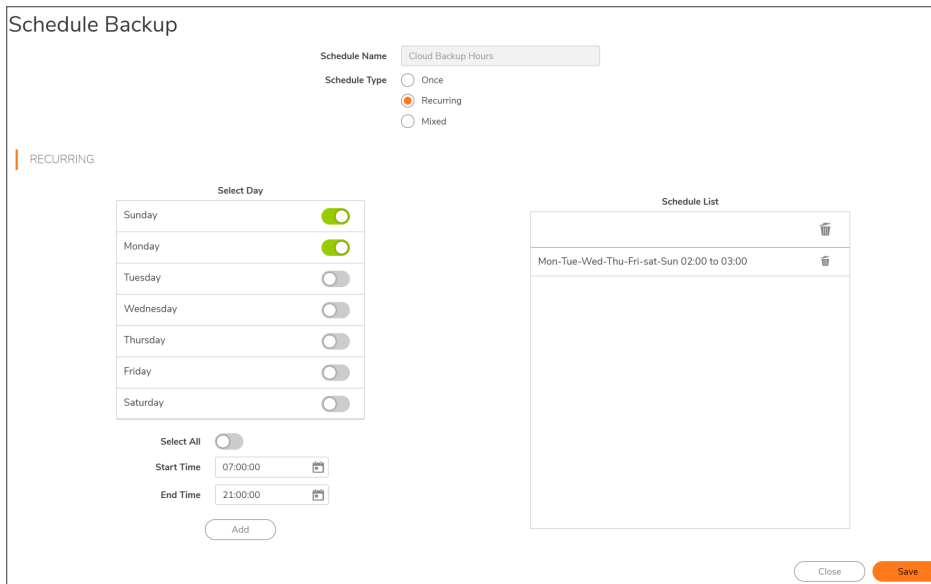 Schedule Backup
Schedule Name Cloud Backup Hours
Schedule Type Once
Recurring
Mixed
RECURRING
Select Day
Sunday
Monday
Tuesday
Wednesday
Thursday
Friday
Saturday
Select All
Start Time 07:00:00
End Time 21:00:00
Add
Schedule List
Mon-Tue-Wed-Thu-Fri-sat-Sun 02:00 to 03:00
Close Save